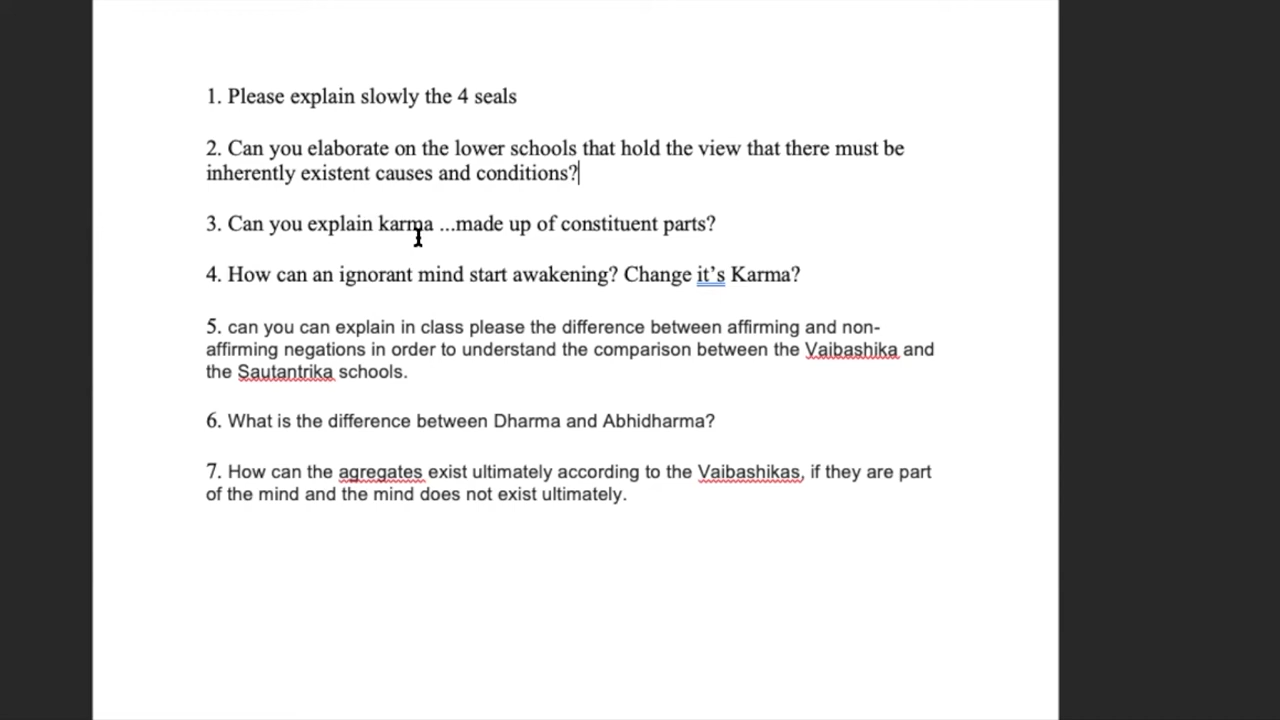 1. Please explain slowly the 4 seals
2. Can you elaborate on the lower schools that hold the view that there must be
inherently existent causes and conditions?
3. Can you explain karma ...made up of constituent parts?
4. How can an ignorant mind start awakening? Change it’s Karma?
5. can you can explain in class please the difference between affirming and non-
affirming negations in order to understand the comparison between the Vaibashika and
the Sautantrika schools.
6. What is the difference between Dharma and Abhidharma?
7. How can the agregates exist ultimately according to the Vaibashikas, if they are part
of the mind and the mind does not exist ultimately.